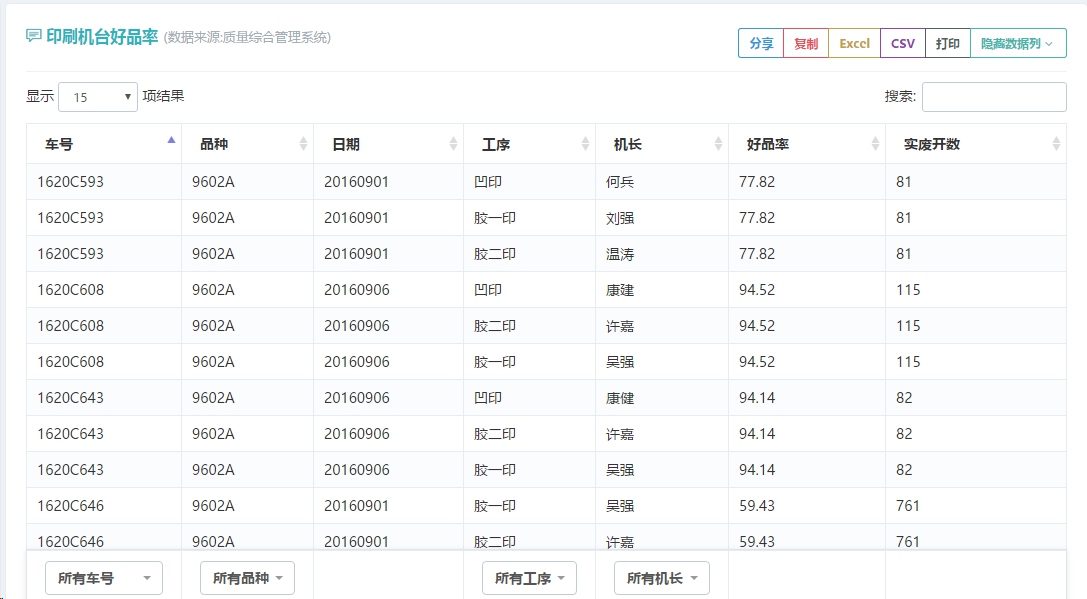 印刷机台好品率 (数据来源:质量综合管理系统)
分享 复制 Excel CSV 打印 隐藏数据列
显示 15 项结果 搜索:
车号 品种 日期 工序 机长 好品率 实废开数
1620C593 9602A 20160901 凹印 何兵 77.82 81
1620C593 9602A 20160901 胶一印 刘强 77.82 81
1620C593 9602A 20160901 胶二印 温涛 77.82 81
1620C608 9602A 20160906 凹印 康建 94.52 115
1620C608 9602A 20160906 胶二印 许嘉 94.52 115
1620C608 9602A 20160906 胶一印 吴强 94.52 115
1620C643 9602A 20160906 凹印 康健 94.14 82
1620C643 9602A 20160906 胶二印 许嘉 94.14 82
1620C643 9602A 20160906 胶一印 吴强 94.14 82
1620C646 9602A 20160901 胶一印 吴强 59.43 761
1620C646 9602A 20160901 胶二印 许嘉 59.43 761
所有车号 所有品种 所有工序 所有机长